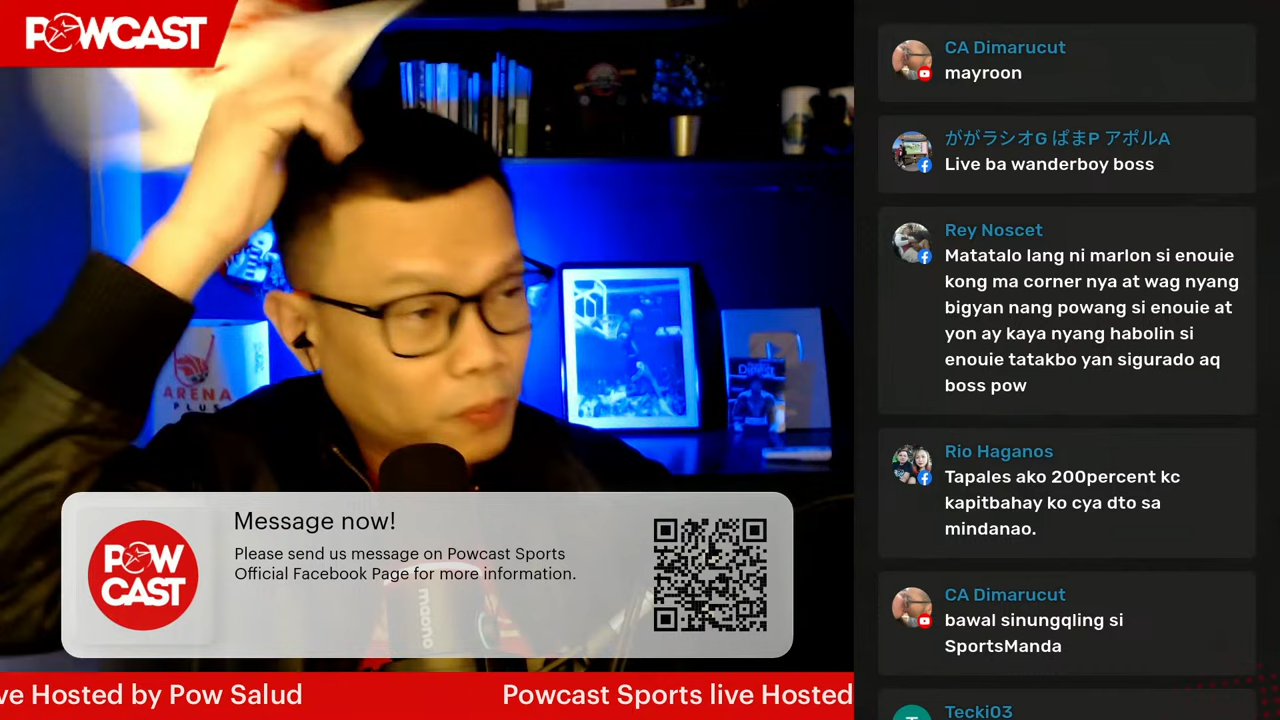 POWCAST
ARENA
PLUS
Message now!
Please send us message on Powcast Sports
Official Facebook Page for more information.
POW
CAST
maono
ve Hosted by Pow Salud
Powcast Sports live Hosted
CA Dimarucut
mayroon
ががラシオG ぱまP アポルA
Live ba wanderboy boss
Rey Noscet
Matatalo lang ni marlon si enouie
kong ma corner nya at wag nyang
bigyan nang powang si enouie at
yon ay kaya nyang habolin si
enouie tatakbo yan sigurado aq
boss pow
Rio Haganos
Tapales ako 200percent kc
kapitbahay ko cya dto sa
mindanao.
CA Dimarucut
bawal sinungqling si
SportsManda
Tecki03
T